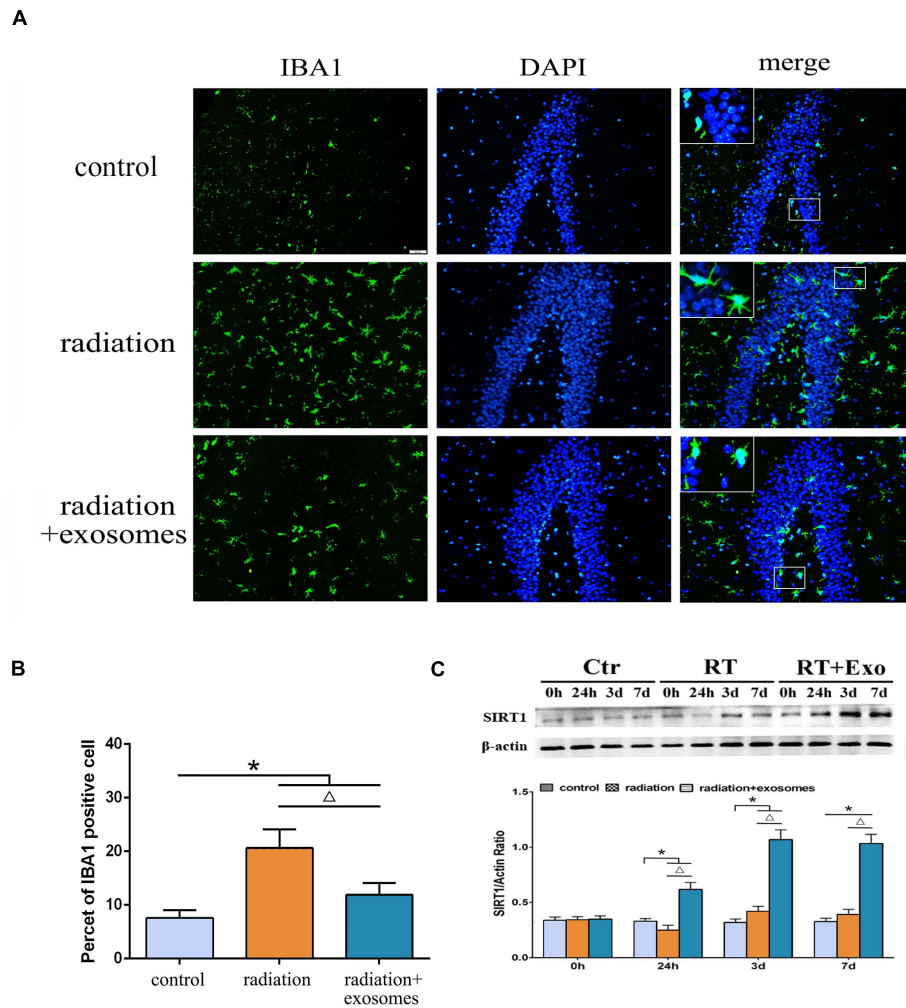 A
IBA1 DAPI merge
control
radiation
radiation
+exosomes
B
Percet of IBA1 positive cell
40
30
20
10
0
*
△
control radiation radiation+
exosomes
C
Ctr RT RT+Exo
0h 24h 3d 7d 0h 24h 3d 7d 0h 24h 3d 7d
SIRT1
β-actin
control radiation radiation+exosomes
SIRT1/Actin Ratio
1.5
1.0
0.5
0.0
* △ * △ * △
0h 24h 3d 7d